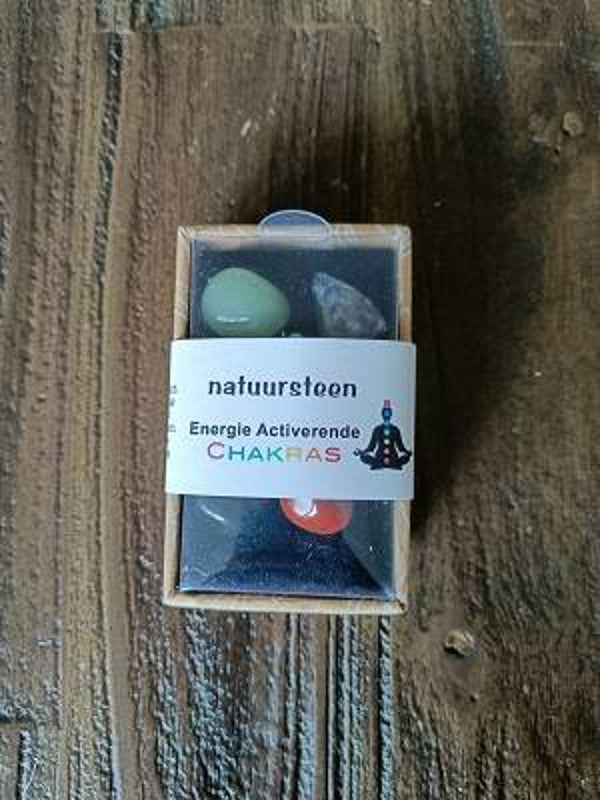 natuursteen
Energie Activerende
CHAKRAS